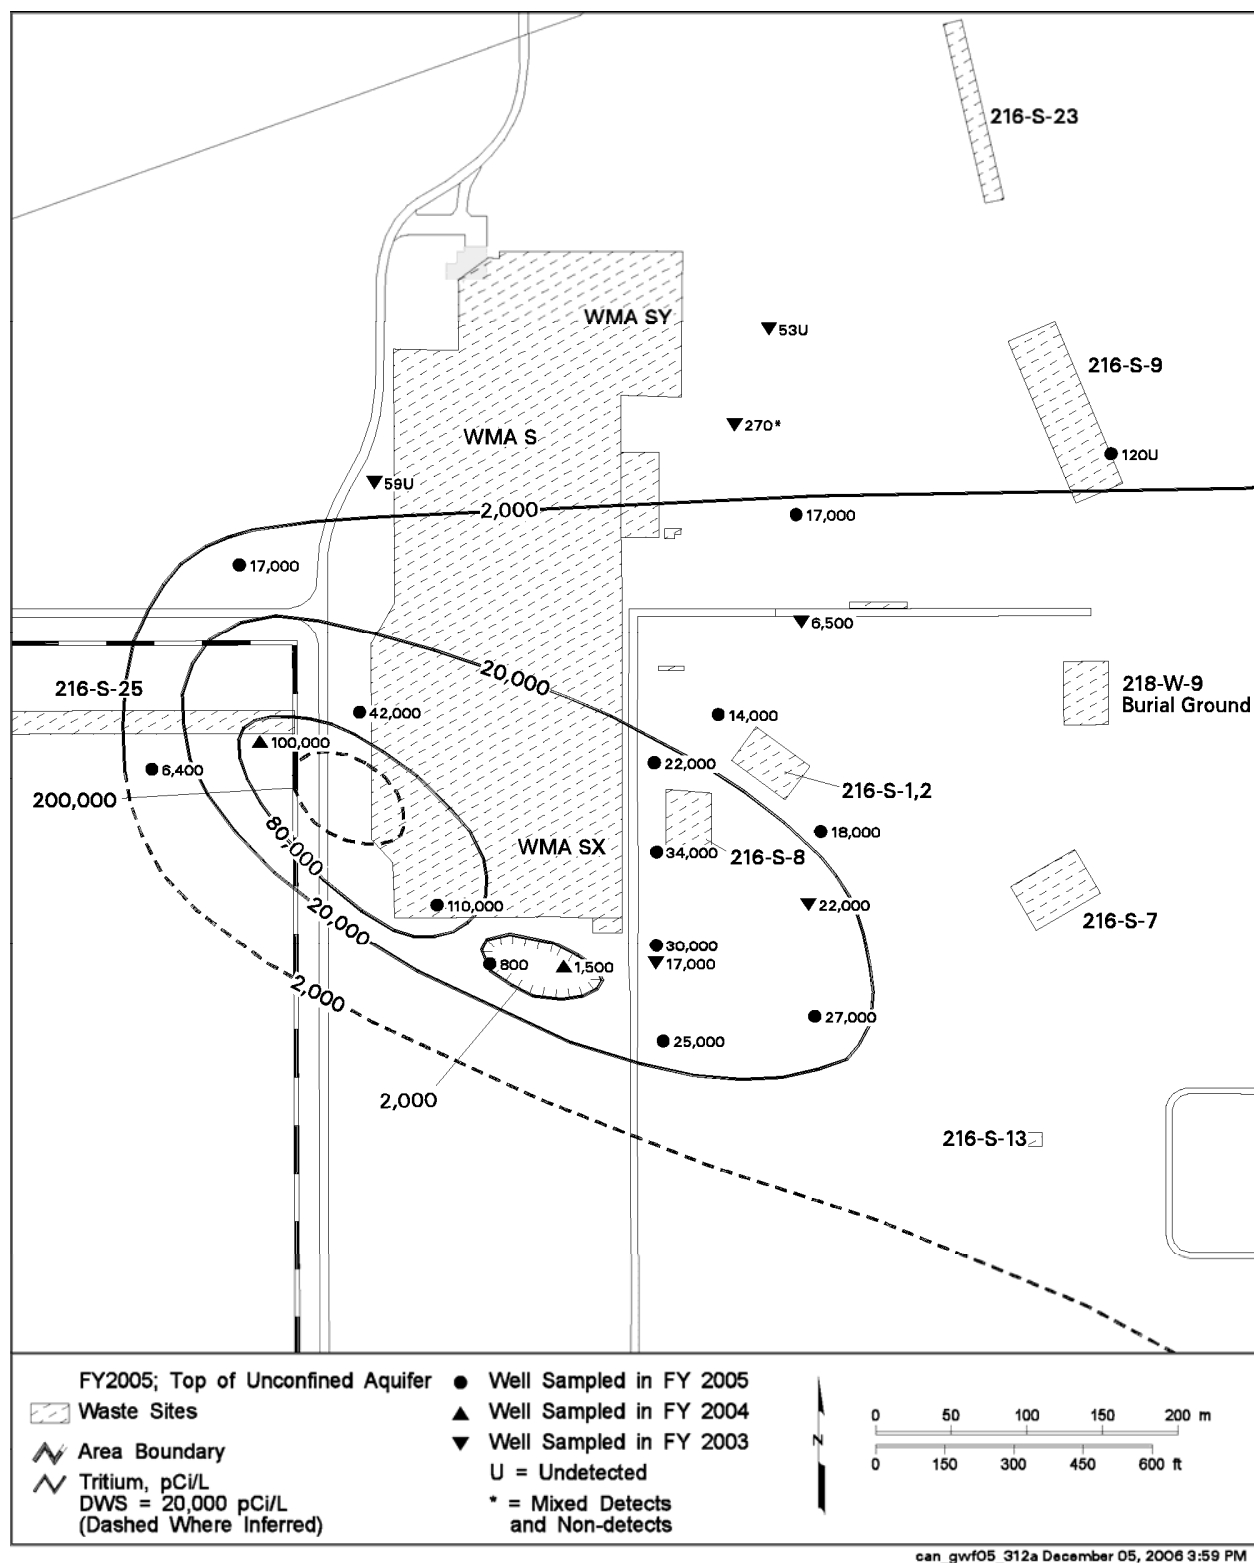 216-S-23
WMA SY
53U
216-S-9
270*
WMA S
120U
59U
2,000
17,000
17,000
6,500
20,000
216-S-25
218-W-9
Burial Ground
42,000
14,000
100,000
22,000
6,400
200,000
216-S-1,2
80,000
18,000
WMA SX
34,000
216-S-8
110,000
20,000
22,000
216-S-7
30,000
800
1,500
17,000
2,000
27,000
25,000
2,000
216-S-13
FY2005; Top of Unconfined Aquifer
Waste Sites
Area Boundary
Tritium, pCi/L
DWS = 20,000 pCi/L
(Dashed Where Inferred)
Well Sampled in FY 2005
Well Sampled in FY 2004
Well Sampled in FY 2003
U = Undetected
* = Mixed Detects
and Non-detects
N
0 50 100 150 200 m
0 150 300 450 600 ft
can_gwf05_312a December 05, 2006 3:59 PM